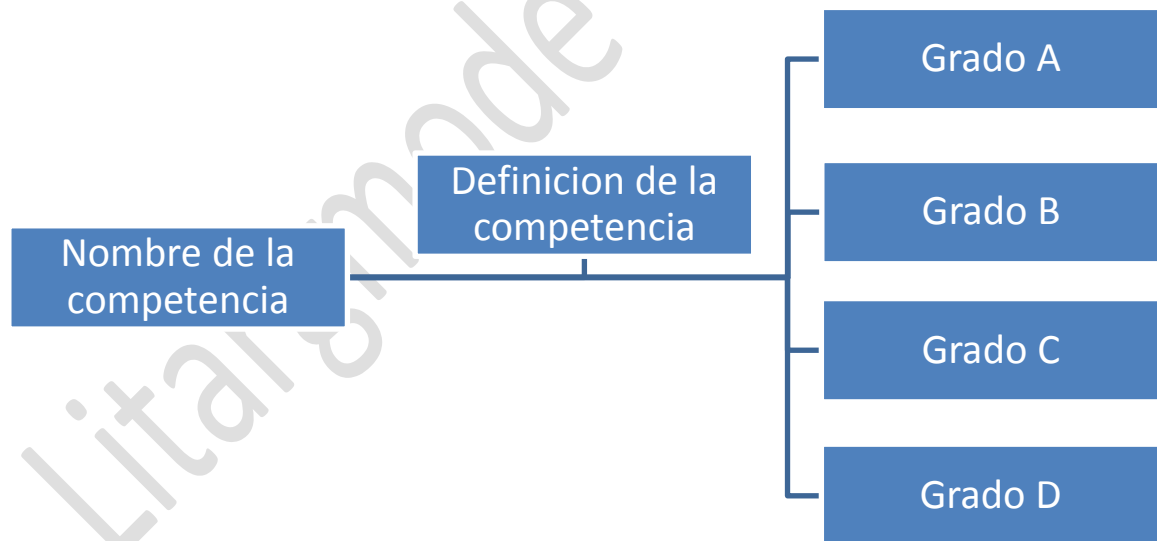 Nombre de la
competencia
Definicion de la
competencia
Grado A
Grado B
Grado C
Grado D